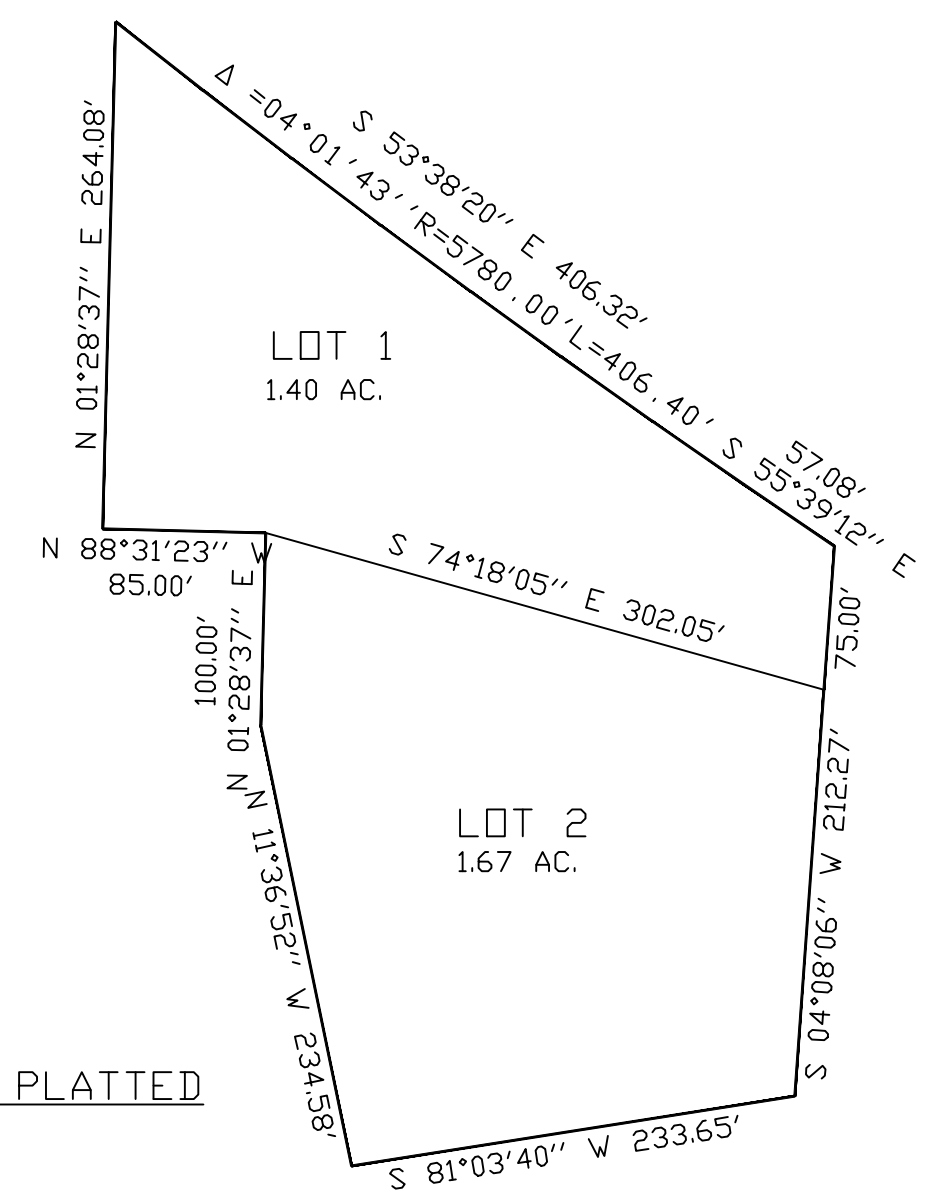 S 53°38'20'' E 406.32'
Δ =04°01'43''R=5780.00'L=406.40'
57.08'
S 55°39'12'' E
N 01°28'37'' E 264.08'
LOT 1
1.40 AC.
N 88°31'23'' W
85.00'
S 74°18'05'' E 302.05'
75.00'
100.00'
N 01°28'37'' E
S 04°08'06'' W 212.27'
LOT 2
1.67 AC.
N 11°36'52'' W 234.58'
PLATTED
S 81°03'40'' W 233.65'